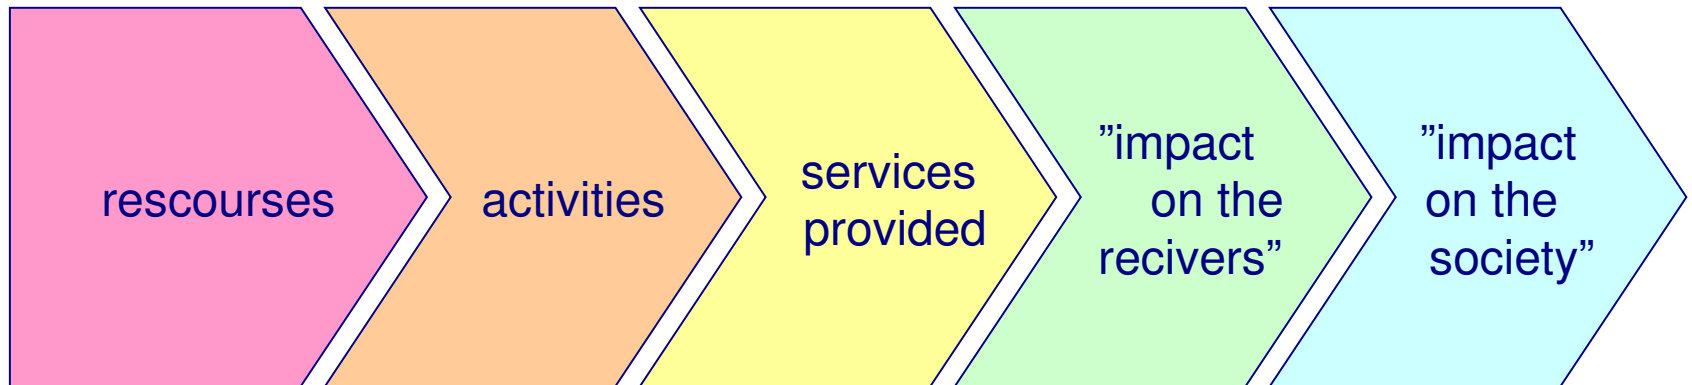 rescourses
activities
services
provided
”impact
on the
recivers”
”impact
on the
society”